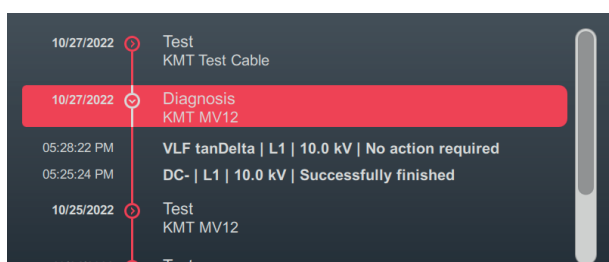 10/27/2022 Test
KMT Test Cable
10/27/2022 Diagnosis
KMT MV12
05:28:22 PM VLF tanDelta | L1 | 10.0 kV | No action required
05:25:24 PM DC- | L1 | 10.0 kV | Successfully finished
10/25/2022 Test
KMT MV12